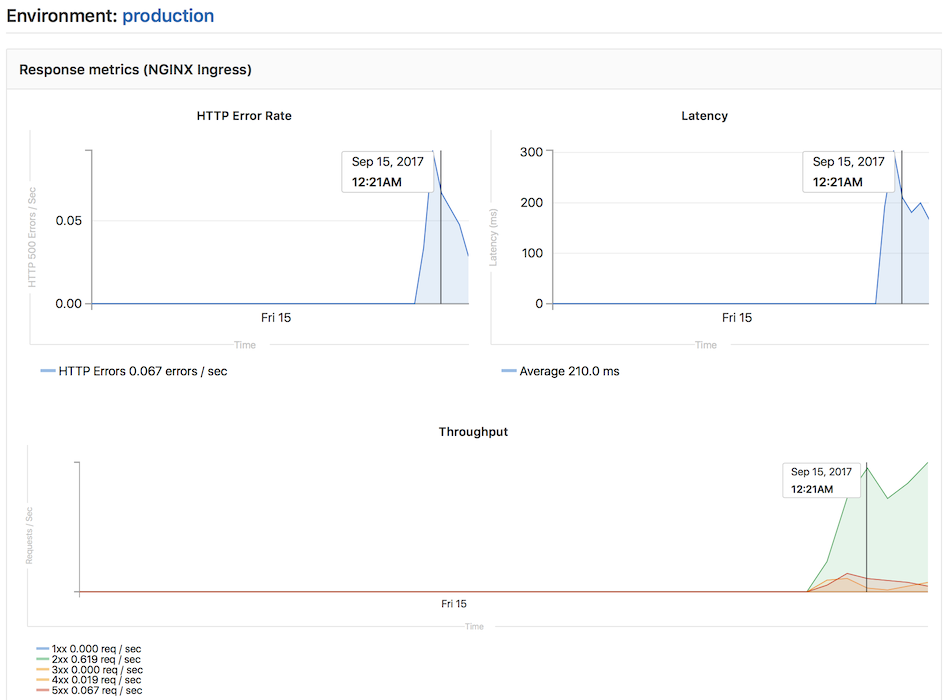 Environment: production
Response metrics (NGINX Ingress)
HTTP Error Rate
HTTP 500 Errors / Sec
0.05
0.00
Sep 15, 2017
12:21AM
Fri 15
Time
HTTP Errors 0.067 errors / sec
Latency
Latency (ms)
300
200
100
0
Sep 15, 2017
12:21AM
Fri 15
Time
Average 210.0 ms
Throughput
Requests / Sec
Sep 15, 2017
12:21AM
Fri 15
Time
1xx 0.000 req / sec
2xx 0.619 req / sec
3xx 0.000 req / sec
4xx 0.019 req / sec
5xx 0.067 req / sec